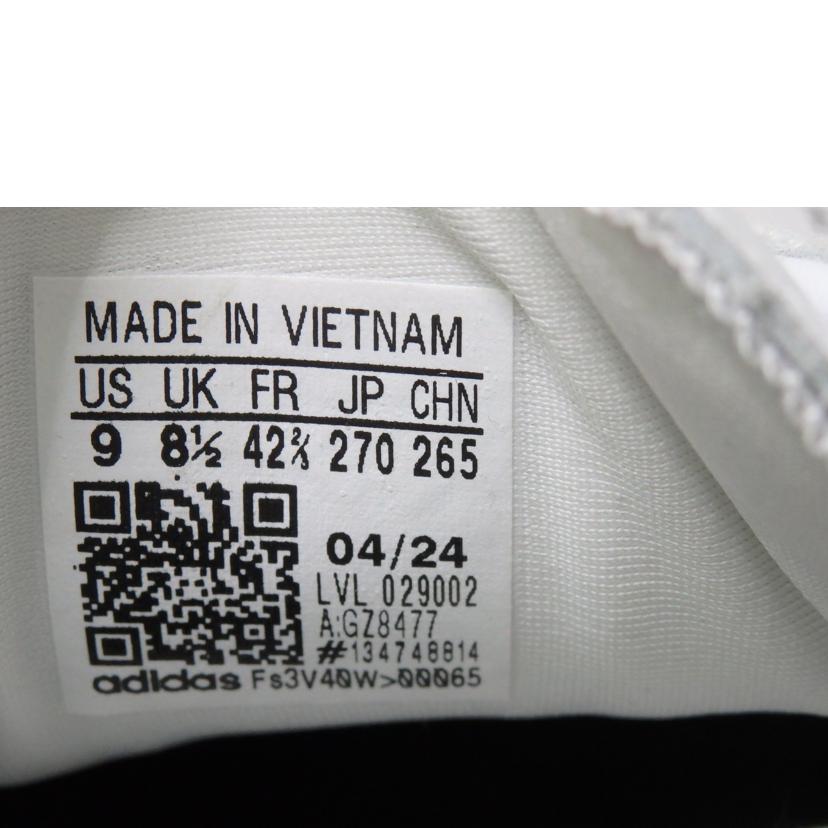 MADE IN VIETNAM
US UK FR JP CHN
9 8½ 42⅔ 270 265
04/24
LVL 029002
A:GZ8477
#134748814
adidas Fs3V40W>00065